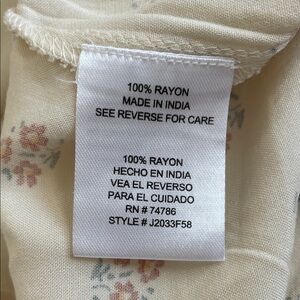 100% RAYON
MADE IN INDIA
SEE REVERSE FOR CARE
100% RAYON
HECHO EN INDIA
VEA EL REVERSO
PARA EL CUIDADO
RN # 74786
STYLE # J2033F58